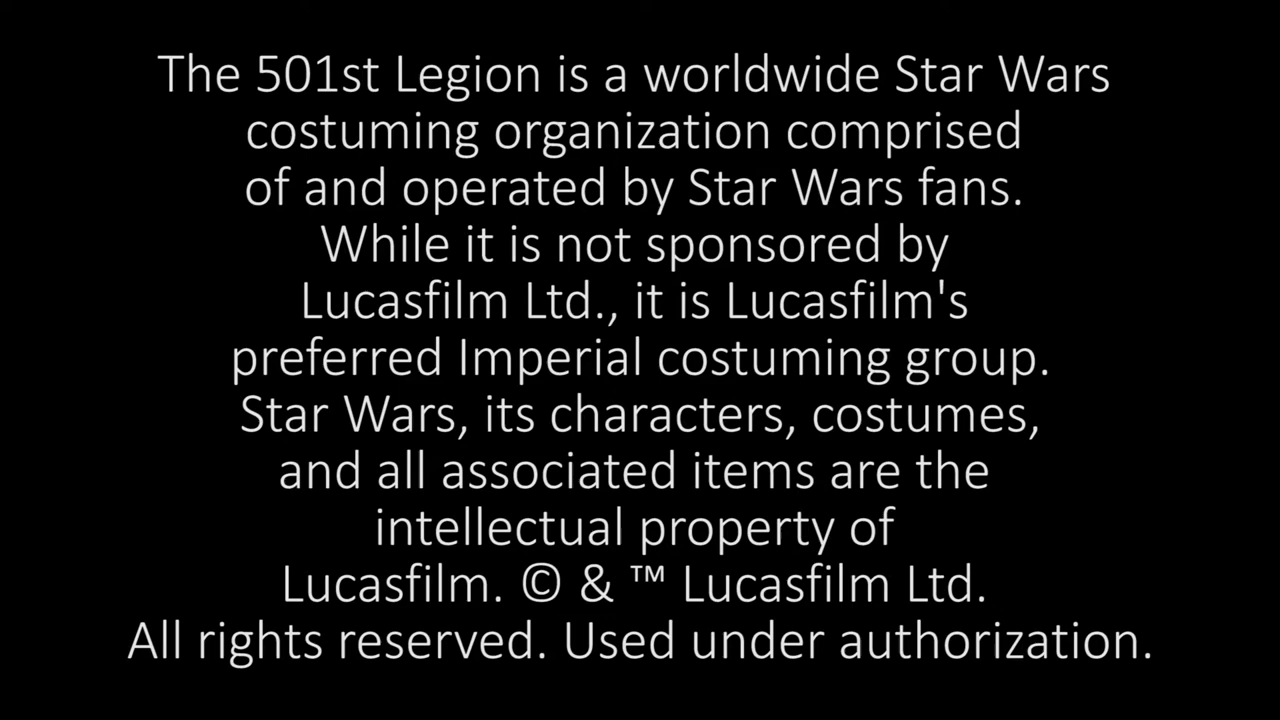 The 501st Legion is a worldwide Star Wars
costuming organization comprised
of and operated by Star Wars fans.
While it is not sponsored by
Lucasfilm Ltd., it is Lucasfilm's
preferred Imperial costuming group.
Star Wars, its characters, costumes,
and all associated items are the
intellectual property of
Lucasfilm. © & ™ Lucasfilm Ltd.
All rights reserved. Used under authorization.